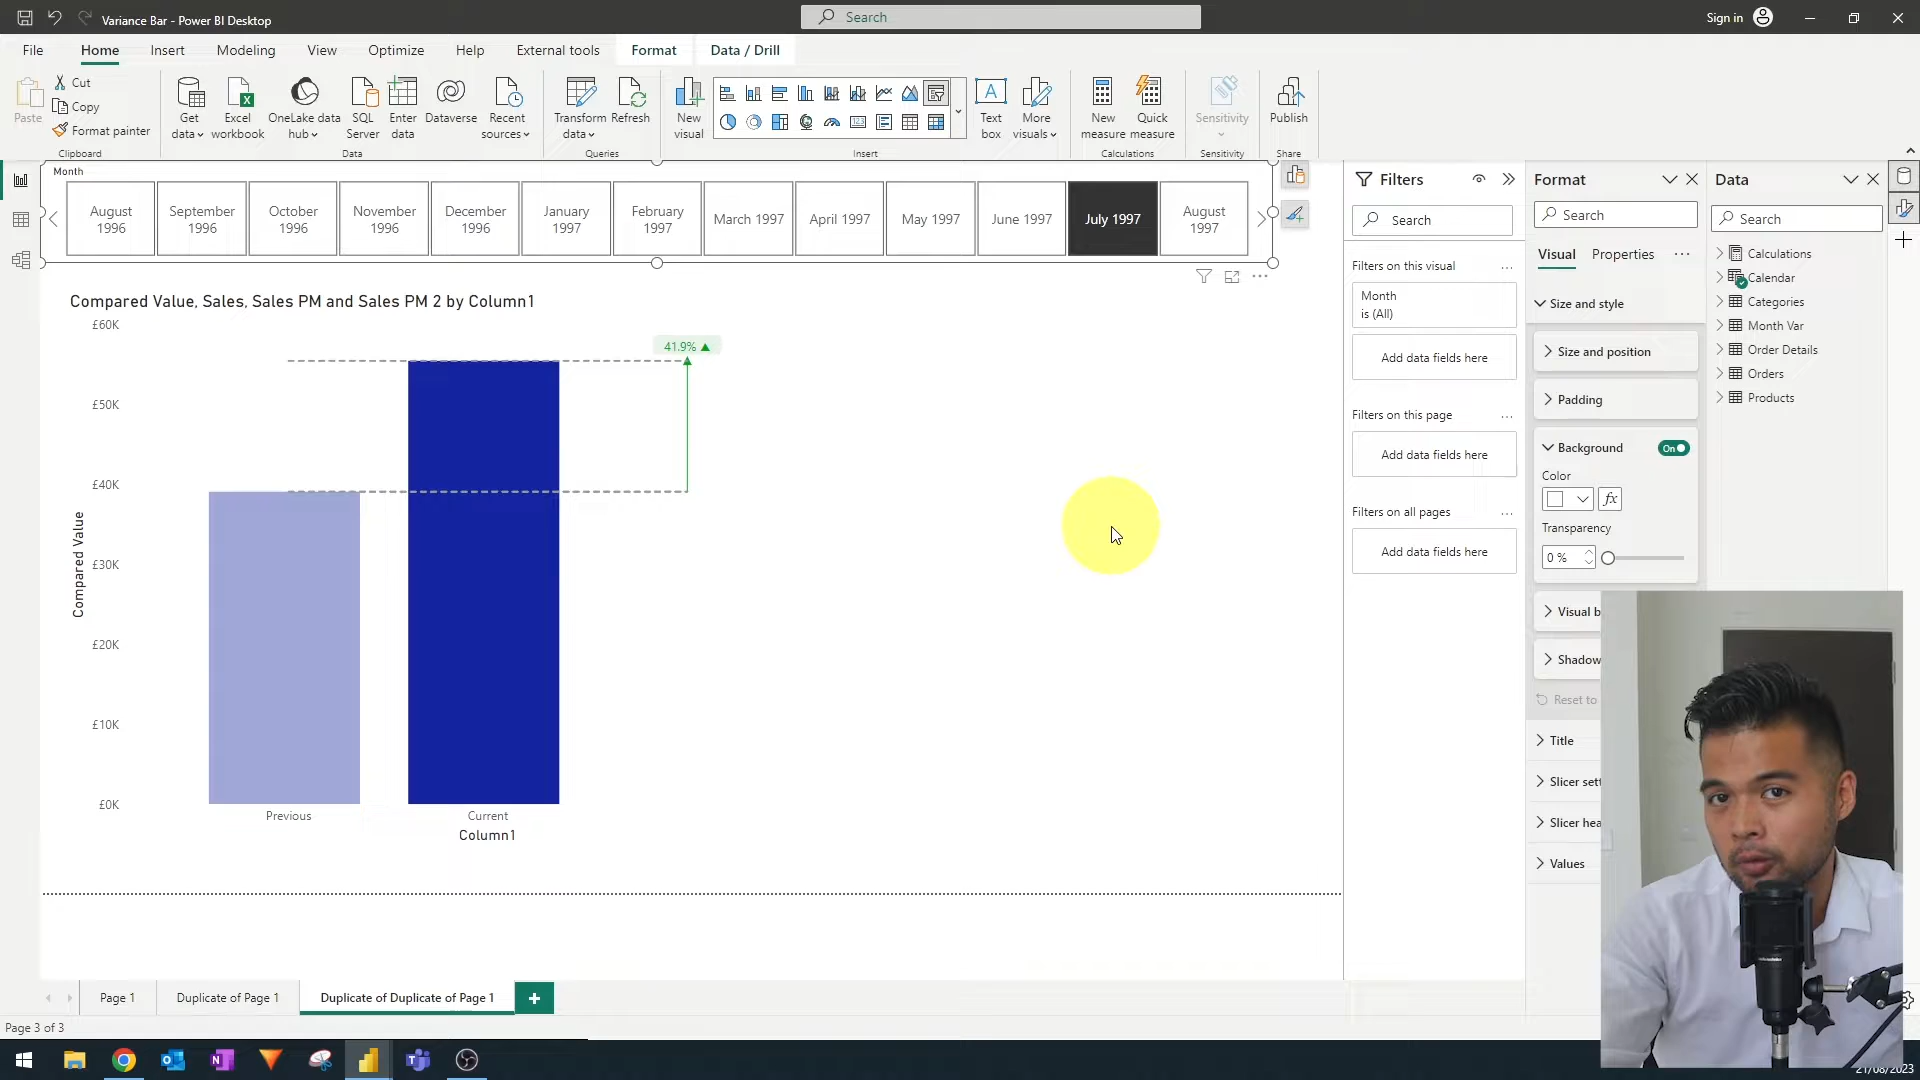 Variance Bar - Power BI Desktop
Search
Sign in
File
Home
Insert
Modeling
View
Optimize
Help
External tools
Format
Data / Drill
Paste
Cut
Copy
Format painter
Clipboard
Get
data
Excel
workbook
OneLake data
hub
SQL
Server
Enter
data
Dataverse
Recent
sources
Data
Transform
data
Refresh
Queries
New
visual
Text
box
More
visuals
Insert
New
measure
Quick
measure
Calculations
Sensitivity
Sensitivity
Publish
Share
Month
August
1996
September
1996
October
1996
November
1996
December
1996
January
1997
February
1997
March 1997
April 1997
May 1997
June 1997
July 1997
August
1997
Compared Value, Sales, Sales PM and Sales PM 2 by Column1
£60K
£50K
£40K
£30K
£20K
£10K
£0K
Compared Value
41.9% ▲
Previous
Current
Column1
Filters
Search
Filters on this visual
Month
is (All)
Add data fields here
Filters on this page
Add data fields here
Filters on all pages
Add data fields here
Format
Search
Visual
Properties
Size and style
Size and position
Padding
Background
On
Color
fx
Transparency
0 %
Visual b
Shadow
Reset to
Title
Slicer sett
Slicer hea
Values
Data
Search
Calculations
Calendar
Categories
Month Var
Order Details
Orders
Products
Page 1
Duplicate of Page 1
Duplicate of Duplicate of Page 1
Page 3 of 3
21/08/2023